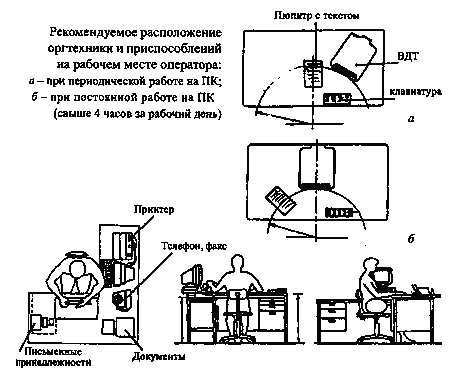 Рекомендуемое расположение
оргтехники и приспособлений
на рабочем месте оператора:
а – при периодической работе на ПК;
б – при постоянной работе на ПК
(свыше 4 часов за рабочий день)
Пюпитр с текстом
ВДТ
клавиатура
а
б
Принтер
Телефон, факс
Письменные
принадлежности
Документы